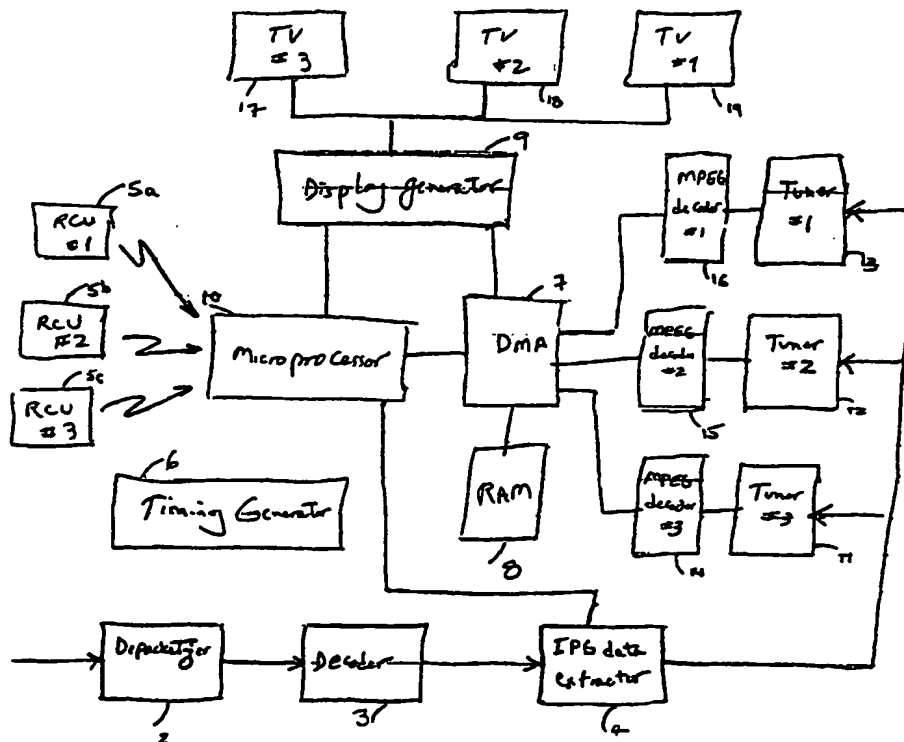 TV
#3
17
TV
#2
18
TV
#1
19
9
Display generator
5a
RCU
#1
5b
RCU
#2
5c
RCU
#3
10
Microprocessor
7
DMA
MPEG
decoder
#1
16
Tuner
#1
13
MPEG
decoder
#2
15
Tuner
#2
12
MPEG
decoder
#3
14
Tuner
#3
11
6
Timing Generator
RAM
8
Depacketizer
2
Decoder
3
IPG data
extractor
4